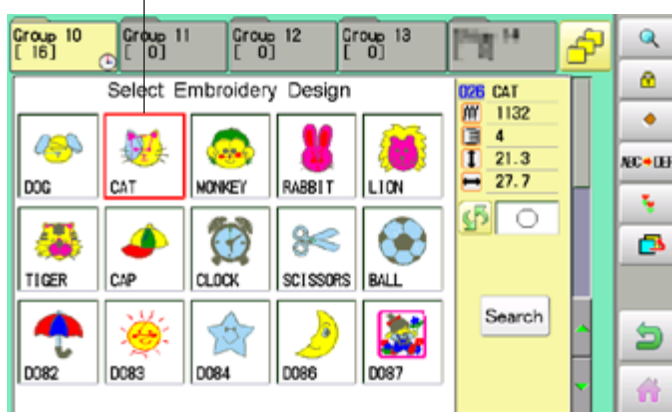 Group 10
[ 16]
Group 11
[ 0]
Group 12
[ 0]
Group 13
[ 0]
14
Select Embroidery Design
DOG
CAT
MONKEY
RABBIT
LION
TIGER
CAP
CLOCK
SCISSORS
BALL
D082
D083
D084
D086
D087
026 CAT
1132
4
21.3
27.7
Search
ABC